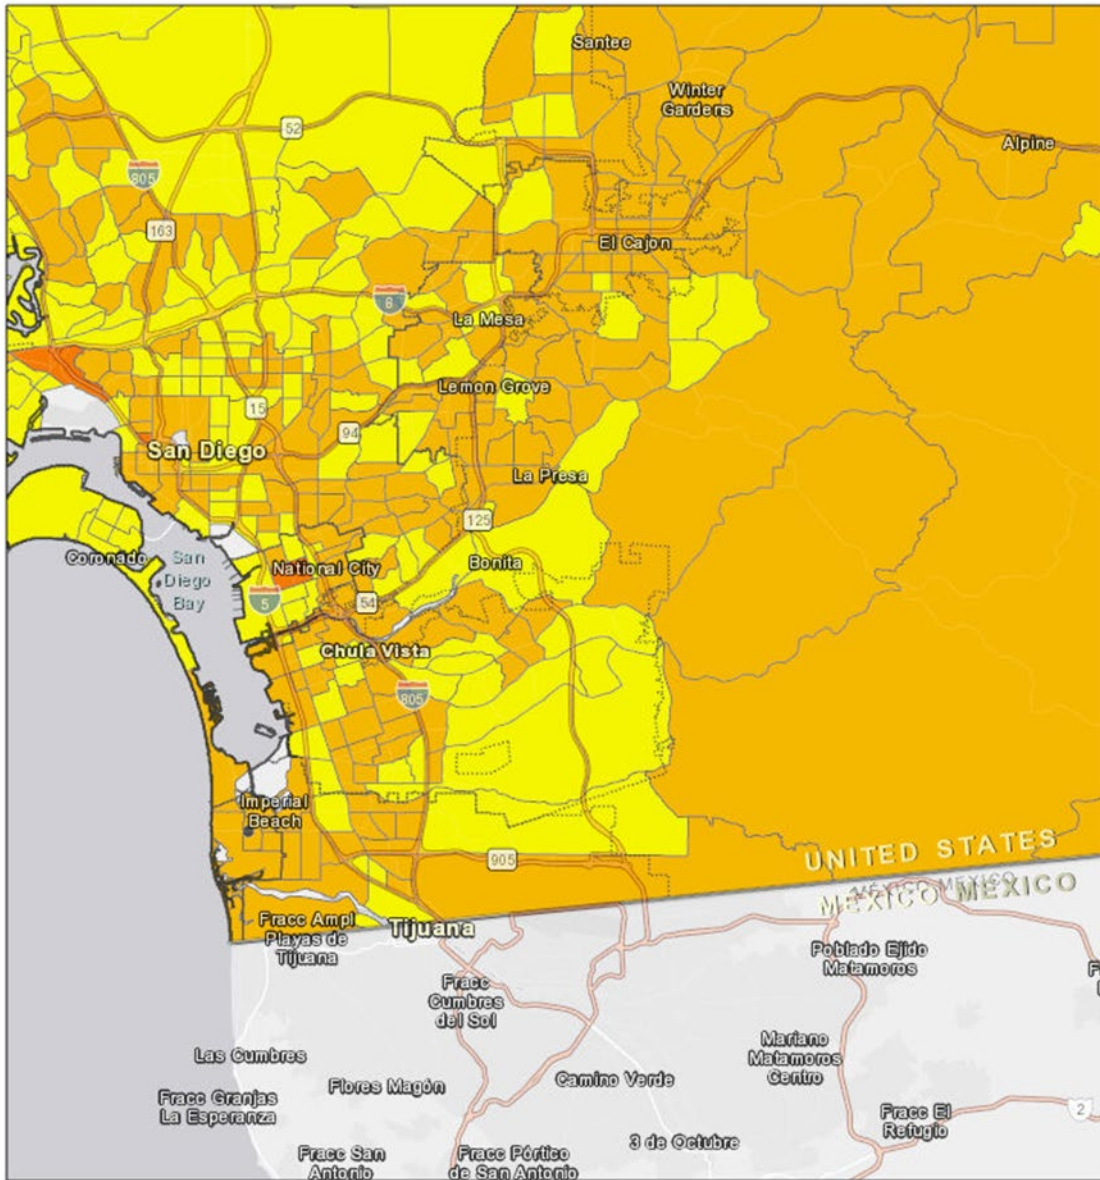 Santee
Winter
Gardens
52
Alpine
805
163
El Cajon
8
La Mesa
Lemon Grove
15
94
San Diego
La Presa
125
Coronado
San
Diego
Bay
National City
Bonita
5
54
Chula Vista
805
Imperial
Beach
905
UNITED STATES
MÉXICO MEXICO
MÉXICO MEXICO
Fracc Ampl
Playas de
Tijuana
Tijuana
Poblado Ejido
Matamoros
Fracc
Cumbres
del Sol
Las Cumbres
Mariano
Matamoros
Centro
Flores Magón
Camino Verde
Fracc Granjas
La Esperanza
2
Fracc El
Refugio
3 de Octubre
Fracc San
Antonio
Fracc Pórtico
de San Antonio